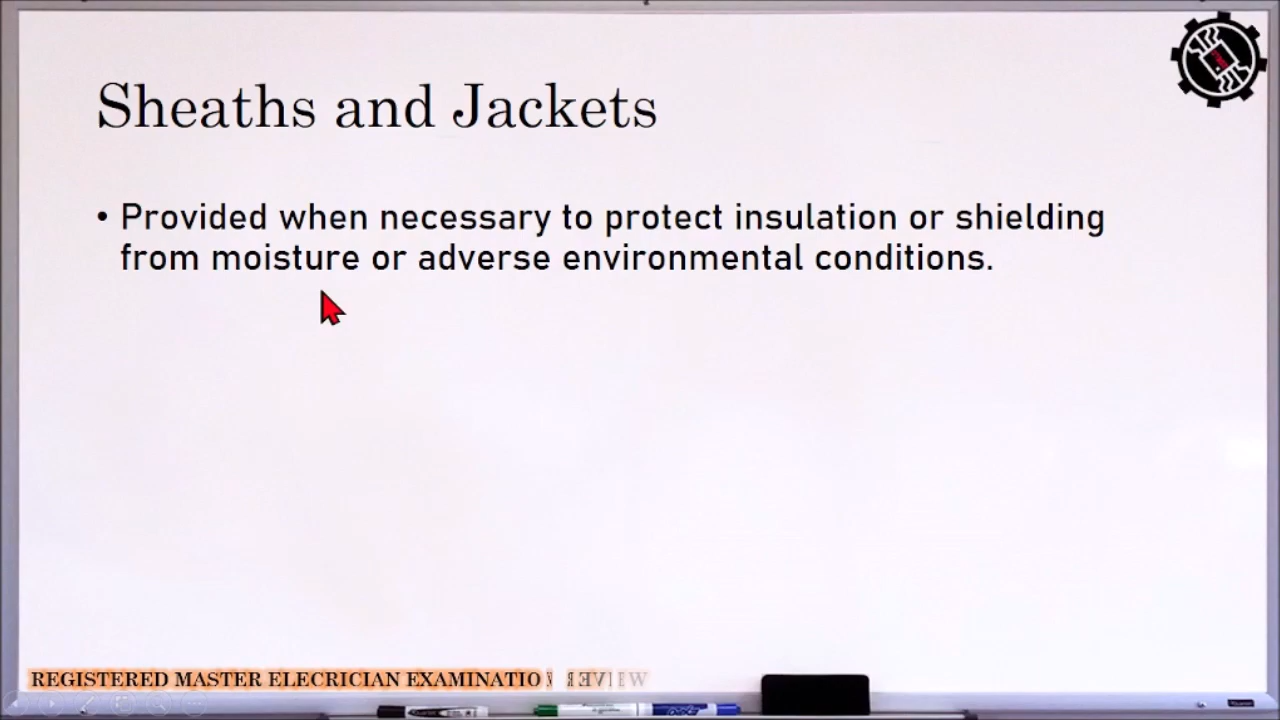 Sheaths and Jackets
• Provided when necessary to protect insulation or shielding
from moisture or adverse environmental conditions.
REGISTERED MASTER ELECRICIAN EXAMINATIO